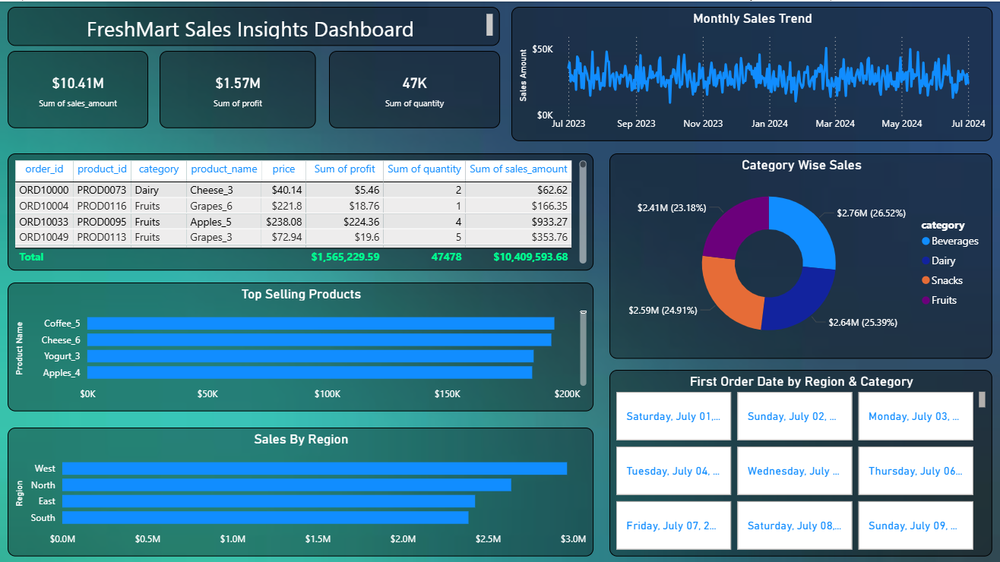 FreshMart Sales Insights Dashboard
$10.41M
Sum of sales_amount
$1.57M
Sum of profit
47K
Sum of quantity
Monthly Sales Trend
Sales Amount
$50K
$0K
Jul 2023 Sep 2023 Nov 2023 Jan 2024 Mar 2024 May 2024 Jul 2024
order_id product_id category product_name price Sum of profit Sum of quantity Sum of sales_amount
ORD10000 PROD0073 Dairy Cheese_3 $40.14 $5.46 2 $62.62
ORD10004 PROD0116 Fruits Grapes_6 $221.8 $18.76 1 $166.35
ORD10033 PROD0095 Fruits Apples_5 $238.08 $224.36 4 $933.27
ORD10049 PROD0113 Fruits Grapes_3 $72.94 $19.6 5 $353.76
Total $1,565,229.59 47478 $10,409,593.68
Category Wise Sales
$2.41M (23.18%)
$2.76M (26.52%)
$2.59M (24.91%)
$2.64M (25.39%)
category
Beverages
Dairy
Snacks
Fruits
Top Selling Products
Product Name
Coffee_5
Cheese_6
Yogurt_3
Apples_4
$0K $50K $100K $150K $200K
Sales By Region
Region
West
North
East
South
$0.0M $0.5M $1.0M $1.5M $2.0M $2.5M $3.0M
First Order Date by Region & Category
Saturday, July 01,... Sunday, July 02, ... Monday, July 03, ...
Tuesday, July 04, ... Wednesday, July ... Thursday, July 06...
Friday, July 07, 2... Saturday, July 08,... Sunday, July 09, ...